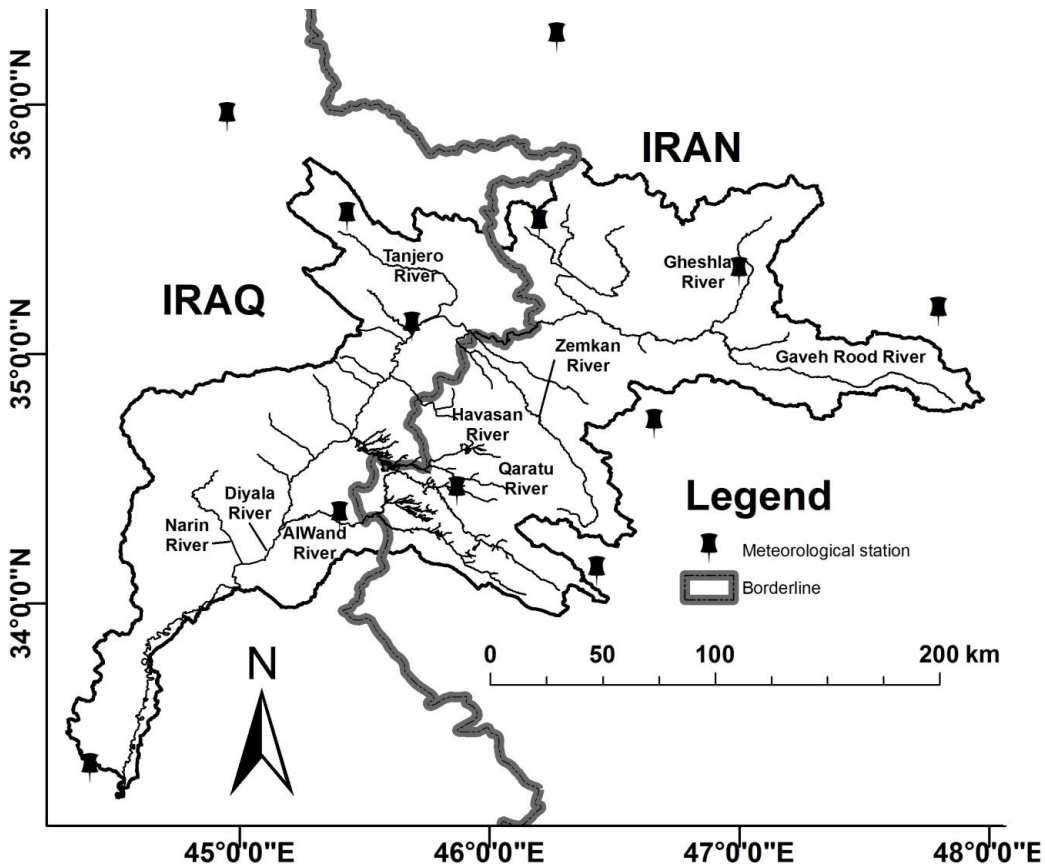 36°0'0"N
35°0'0"N
34°0'0"N
IRAN
IRAQ
Tanjero
River
Gheshla
River
Zemkan
River
Gaveh Rood River
Havasan
River
Qaratu
River
Diyala
River
Narin
River
AlWand
River
Legend
Meteorological station
Borderline
N
0 50 100 200 km
45°0'0"E 46°0'0"E 47°0'0"E 48°0'0"E